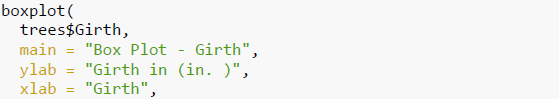 boxplot(
  trees$Girth,
  main = "Box Plot - Girth",
  ylab = "Girth in (in. )",
  xlab = "Girth",